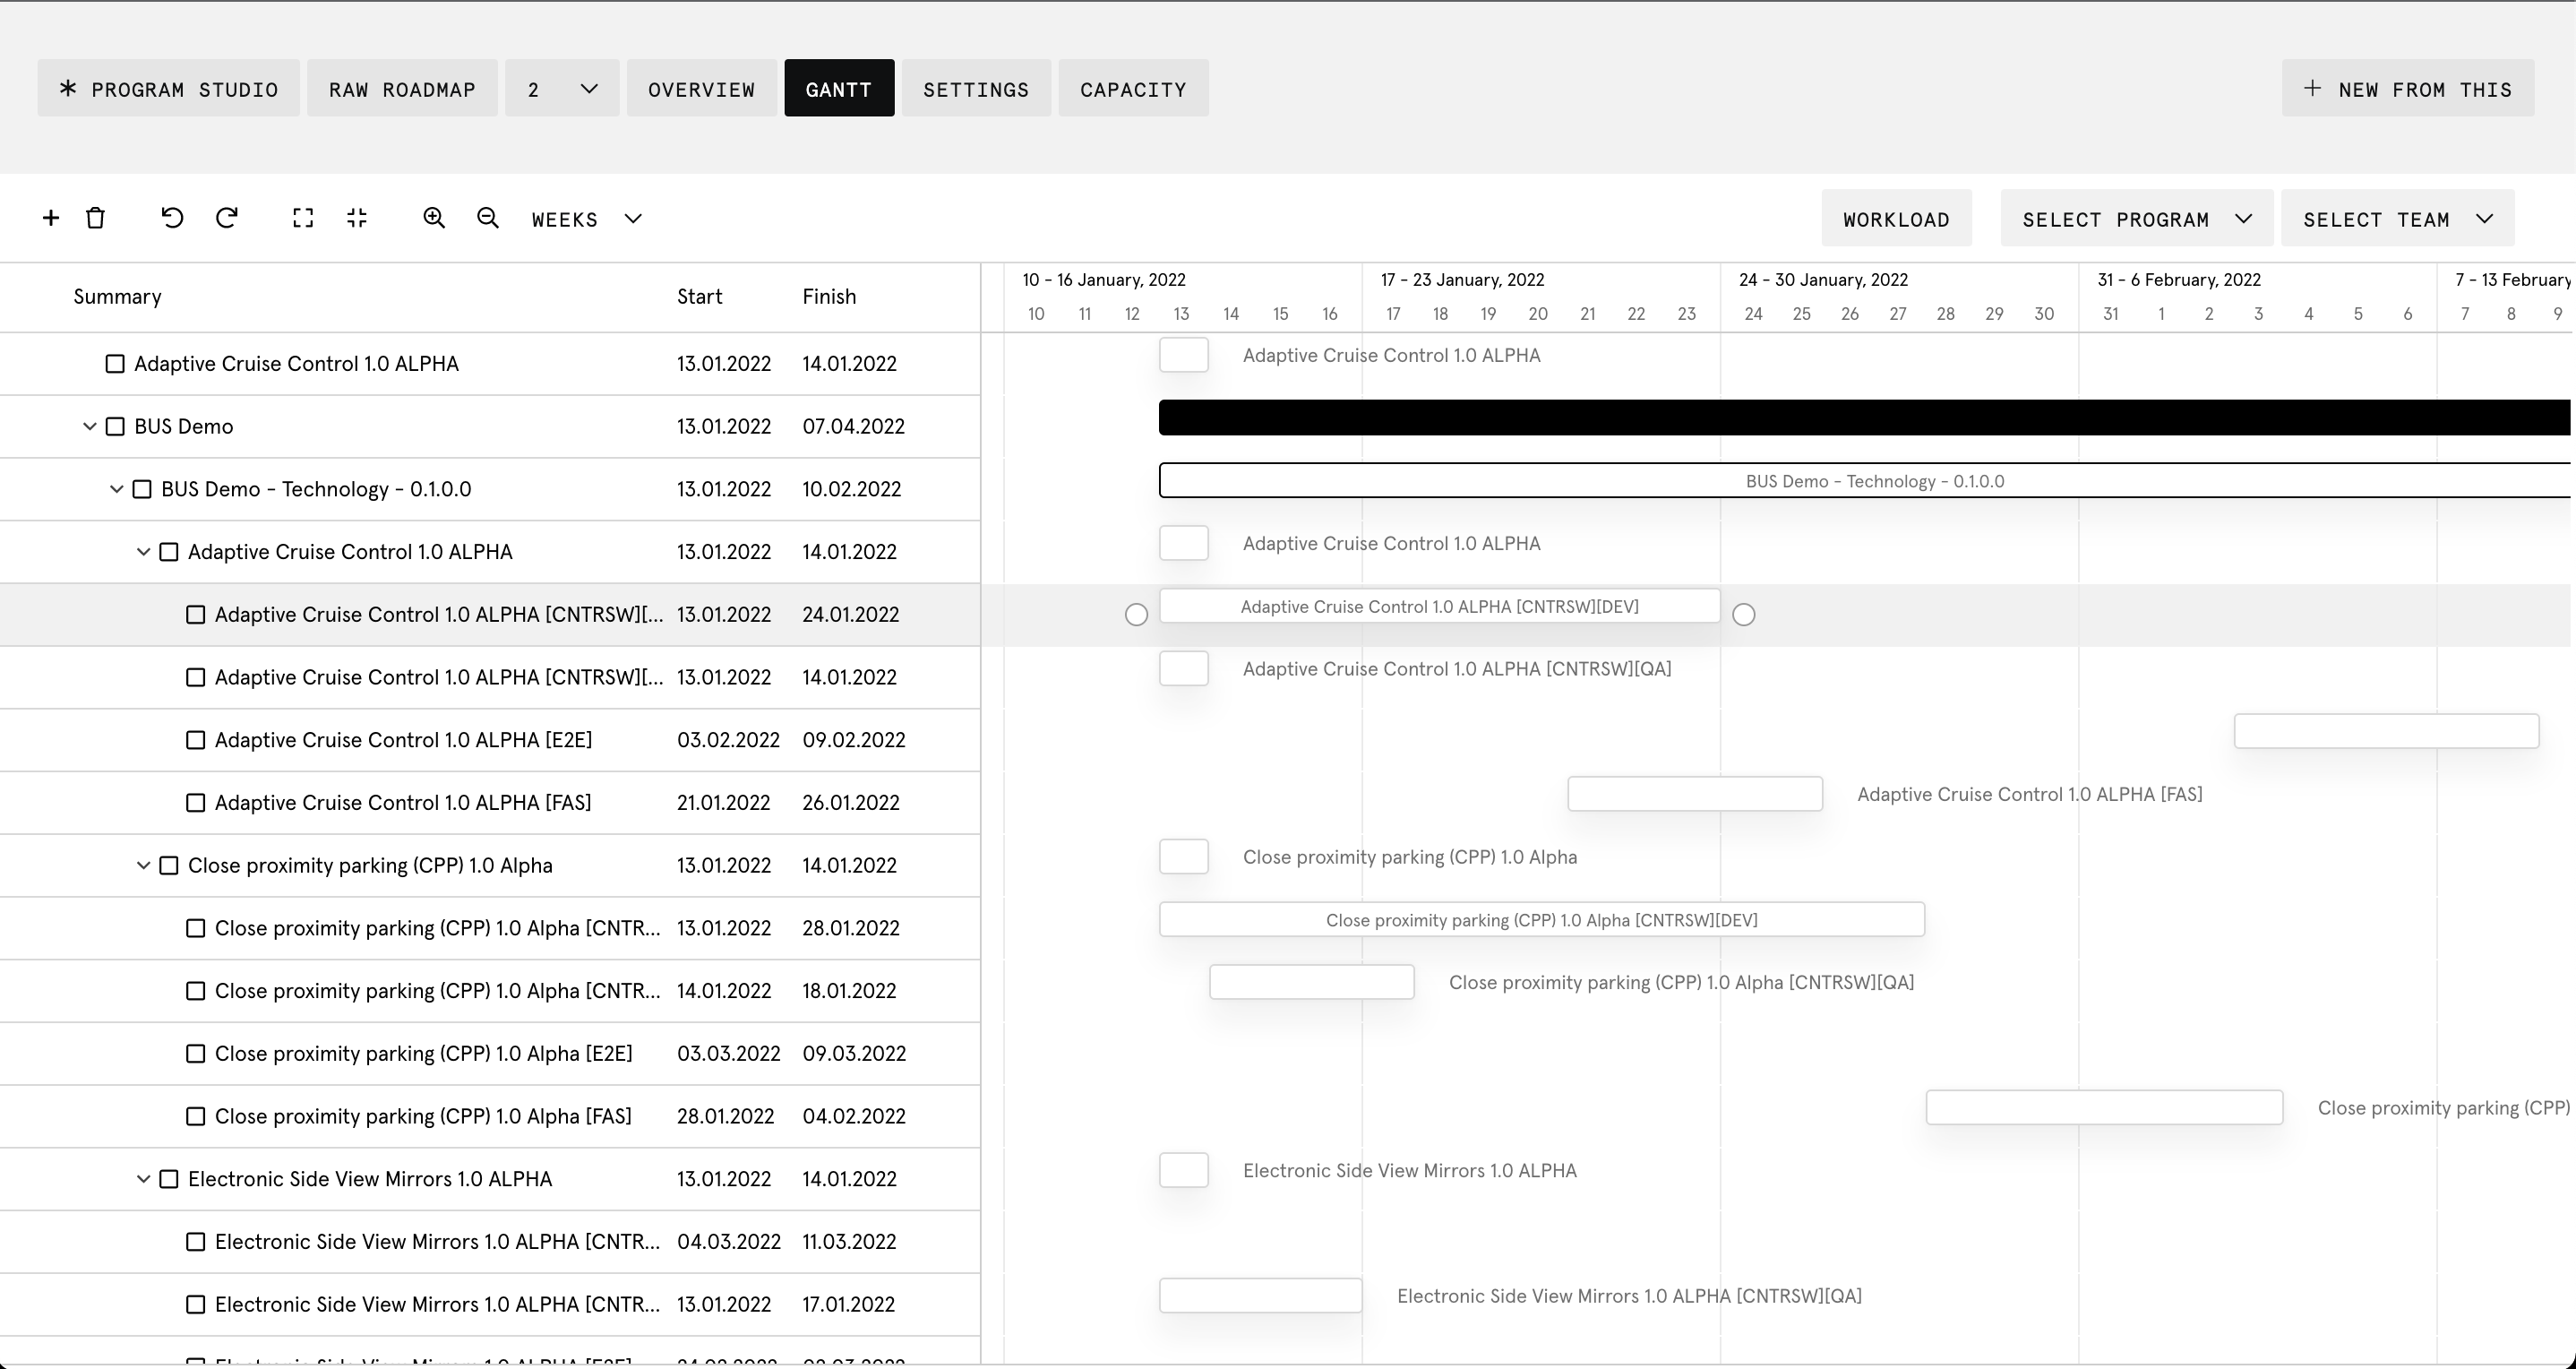 PROGRAM STUDIO RAW ROADMAP 2 OVERVIEW GANTT SETTINGS CAPACITY NEW FROM THIS
WEEKS WORKLOAD SELECT PROGRAM SELECT TEAM
10 - 16 January, 2022 17 - 23 January, 2022 24 - 30 January, 2022 31 - 6 February, 2022 7 - 13 February
Summary Start Finish
10 11 12 13 14 15 16 17 18 19 20 21 22 23 24 25 26 27 28 29 30 31 1 2 3 4 5 6 7 8 9
Adaptive Cruise Control 1.0 ALPHA 13.01.2022 14.01.2022 Adaptive Cruise Control 1.0 ALPHA
BUS Demo 13.01.2022 07.04.2022
BUS Demo - Technology - 0.1.0.0 13.01.2022 10.02.2022 BUS Demo - Technology - 0.1.0.0
Adaptive Cruise Control 1.0 ALPHA 13.01.2022 14.01.2022 Adaptive Cruise Control 1.0 ALPHA
Adaptive Cruise Control 1.0 ALPHA [CNTRSW][... 13.01.2022 24.01.2022 Adaptive Cruise Control 1.0 ALPHA [CNTRSW][DEV]
Adaptive Cruise Control 1.0 ALPHA [CNTRSW][... 13.01.2022 14.01.2022 Adaptive Cruise Control 1.0 ALPHA [CNTRSW][QA]
Adaptive Cruise Control 1.0 ALPHA [E2E] 03.02.2022 09.02.2022
Adaptive Cruise Control 1.0 ALPHA [FAS] 21.01.2022 26.01.2022 Adaptive Cruise Control 1.0 ALPHA [FAS]
Close proximity parking (CPP) 1.0 Alpha 13.01.2022 14.01.2022 Close proximity parking (CPP) 1.0 Alpha
Close proximity parking (CPP) 1.0 Alpha [CNTR... 13.01.2022 28.01.2022 Close proximity parking (CPP) 1.0 Alpha [CNTRSW][DEV]
Close proximity parking (CPP) 1.0 Alpha [CNTR... 14.01.2022 18.01.2022 Close proximity parking (CPP) 1.0 Alpha [CNTRSW][QA]
Close proximity parking (CPP) 1.0 Alpha [E2E] 03.03.2022 09.03.2022
Close proximity parking (CPP) 1.0 Alpha [FAS] 28.01.2022 04.02.2022 Close proximity parking (CPP)
Electronic Side View Mirrors 1.0 ALPHA 13.01.2022 14.01.2022 Electronic Side View Mirrors 1.0 ALPHA
Electronic Side View Mirrors 1.0 ALPHA [CNTR... 04.03.2022 11.03.2022
Electronic Side View Mirrors 1.0 ALPHA [CNTR... 13.01.2022 17.01.2022 Electronic Side View Mirrors 1.0 ALPHA [CNTRSW][QA]